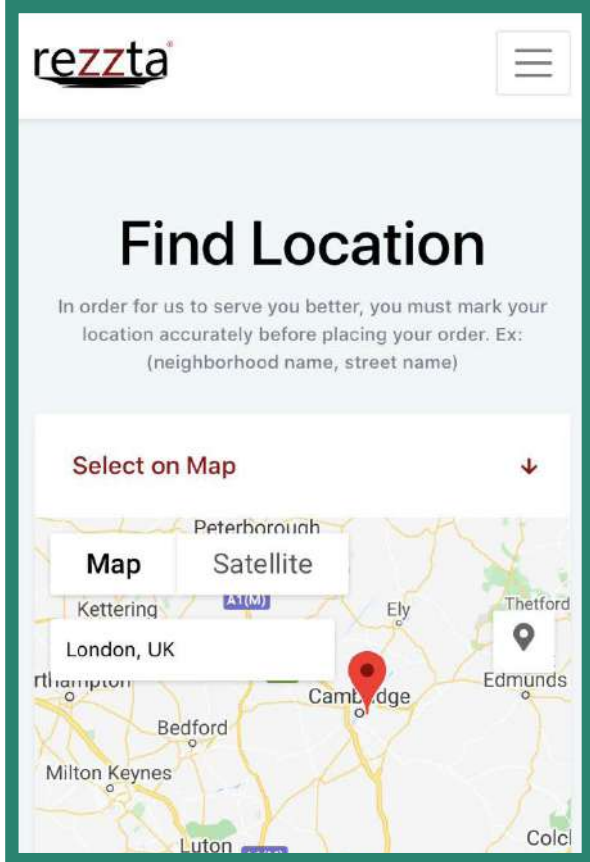 rezzta
Find Location
In order for us to serve you better, you must mark your
location accurately before placing your order. Ex:
(neighborhood name, street name)
Select on Map
Peterborough
Map Satellite
Kettering A1(M) Ely Thetford
London, UK
rthampton Cambridge Edmunds
Bedford
Milton Keynes
Luton Colc